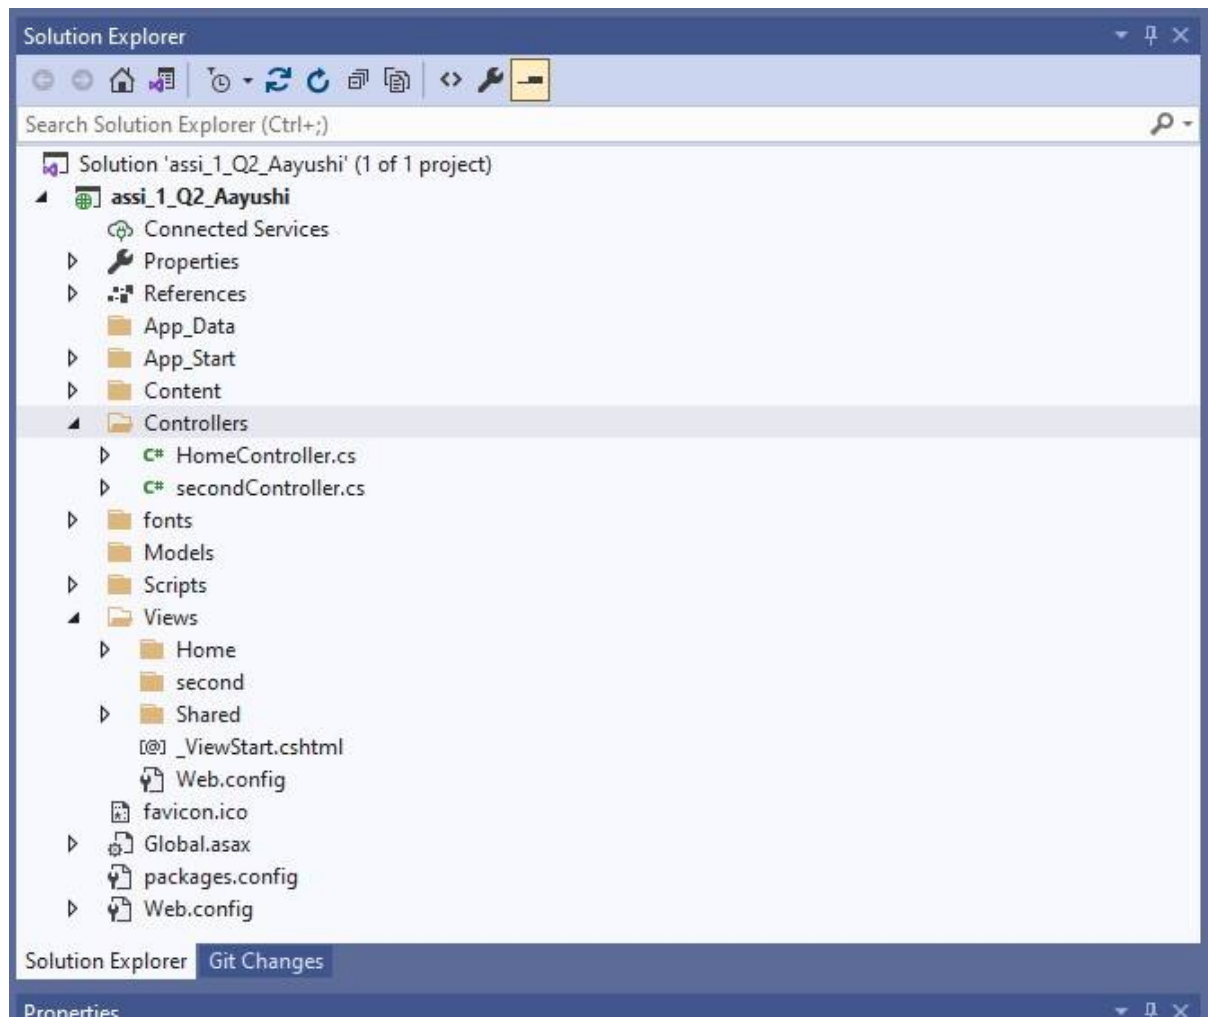 Solution Explorer
Search Solution Explorer (Ctrl+;)
Solution 'assi_1_Q2_Aayushi' (1 of 1 project)
assi_1_Q2_Aayushi
Connected Services
Properties
References
App_Data
App_Start
Content
Controllers
C# HomeController.cs
C# secondController.cs
fonts
Models
Scripts
Views
Home
second
Shared
[@] _ViewStart.cshtml
Web.config
favicon.ico
Global.asax
packages.config
Web.config
Solution Explorer Git Changes
Properties